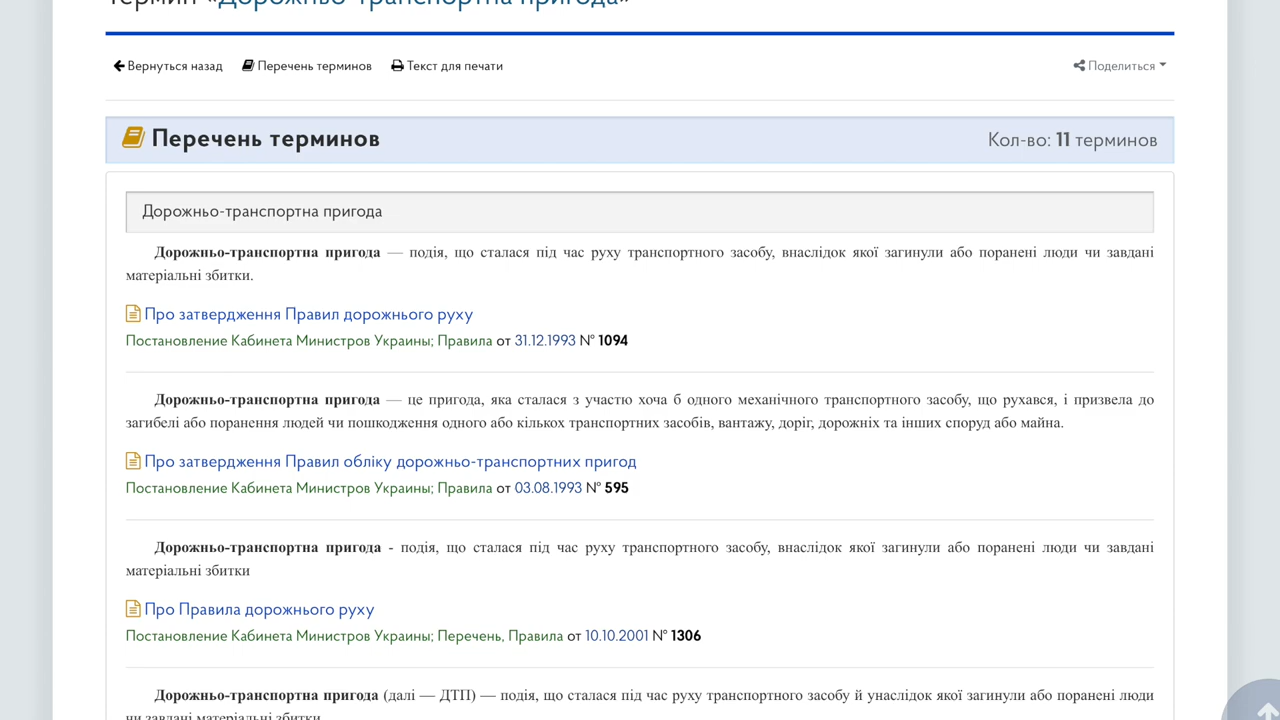 термин «Дорожньо-транспортна пригода»
Вернуться назад Перечень терминов Текст для печати Поделиться
Перечень терминов Кол-во: 11 терминов
Дорожньо-транспортна пригода
Дорожньо-транспортна пригода — подія, що сталася під час руху транспортного засобу, внаслідок якої загинули або поранені люди чи завдані
матеріальні збитки.
Про затвердження Правил дорожнього руху
Постановление Кабинета Министров Украины; Правила от 31.12.1993 № 1094
Дорожньо-транспортна пригода — це пригода, яка сталася з участю хоча б одного механічного транспортного засобу, що рухався, і призвела до
загибелі або поранення людей чи пошкодження одного або кількох транспортних засобів, вантажу, доріг, дорожніх та інших споруд або майна.
Про затвердження Правил обліку дорожньо-транспортних пригод
Постановление Кабинета Министров Украины; Правила от 03.08.1993 № 595
Дорожньо-транспортна пригода - подія, що сталася під час руху транспортного засобу, внаслідок якої загинули або поранені люди чи завдані
матеріальні збитки
Про Правила дорожнього руху
Постановление Кабинета Министров Украины; Перечень, Правила от 10.10.2001 № 1306
Дорожньо-транспортна пригода (далі — ДТП) — подія, що сталася під час руху транспортного засобу й унаслідок якої загинули або поранені люди
чи завдані матеріальні збитки